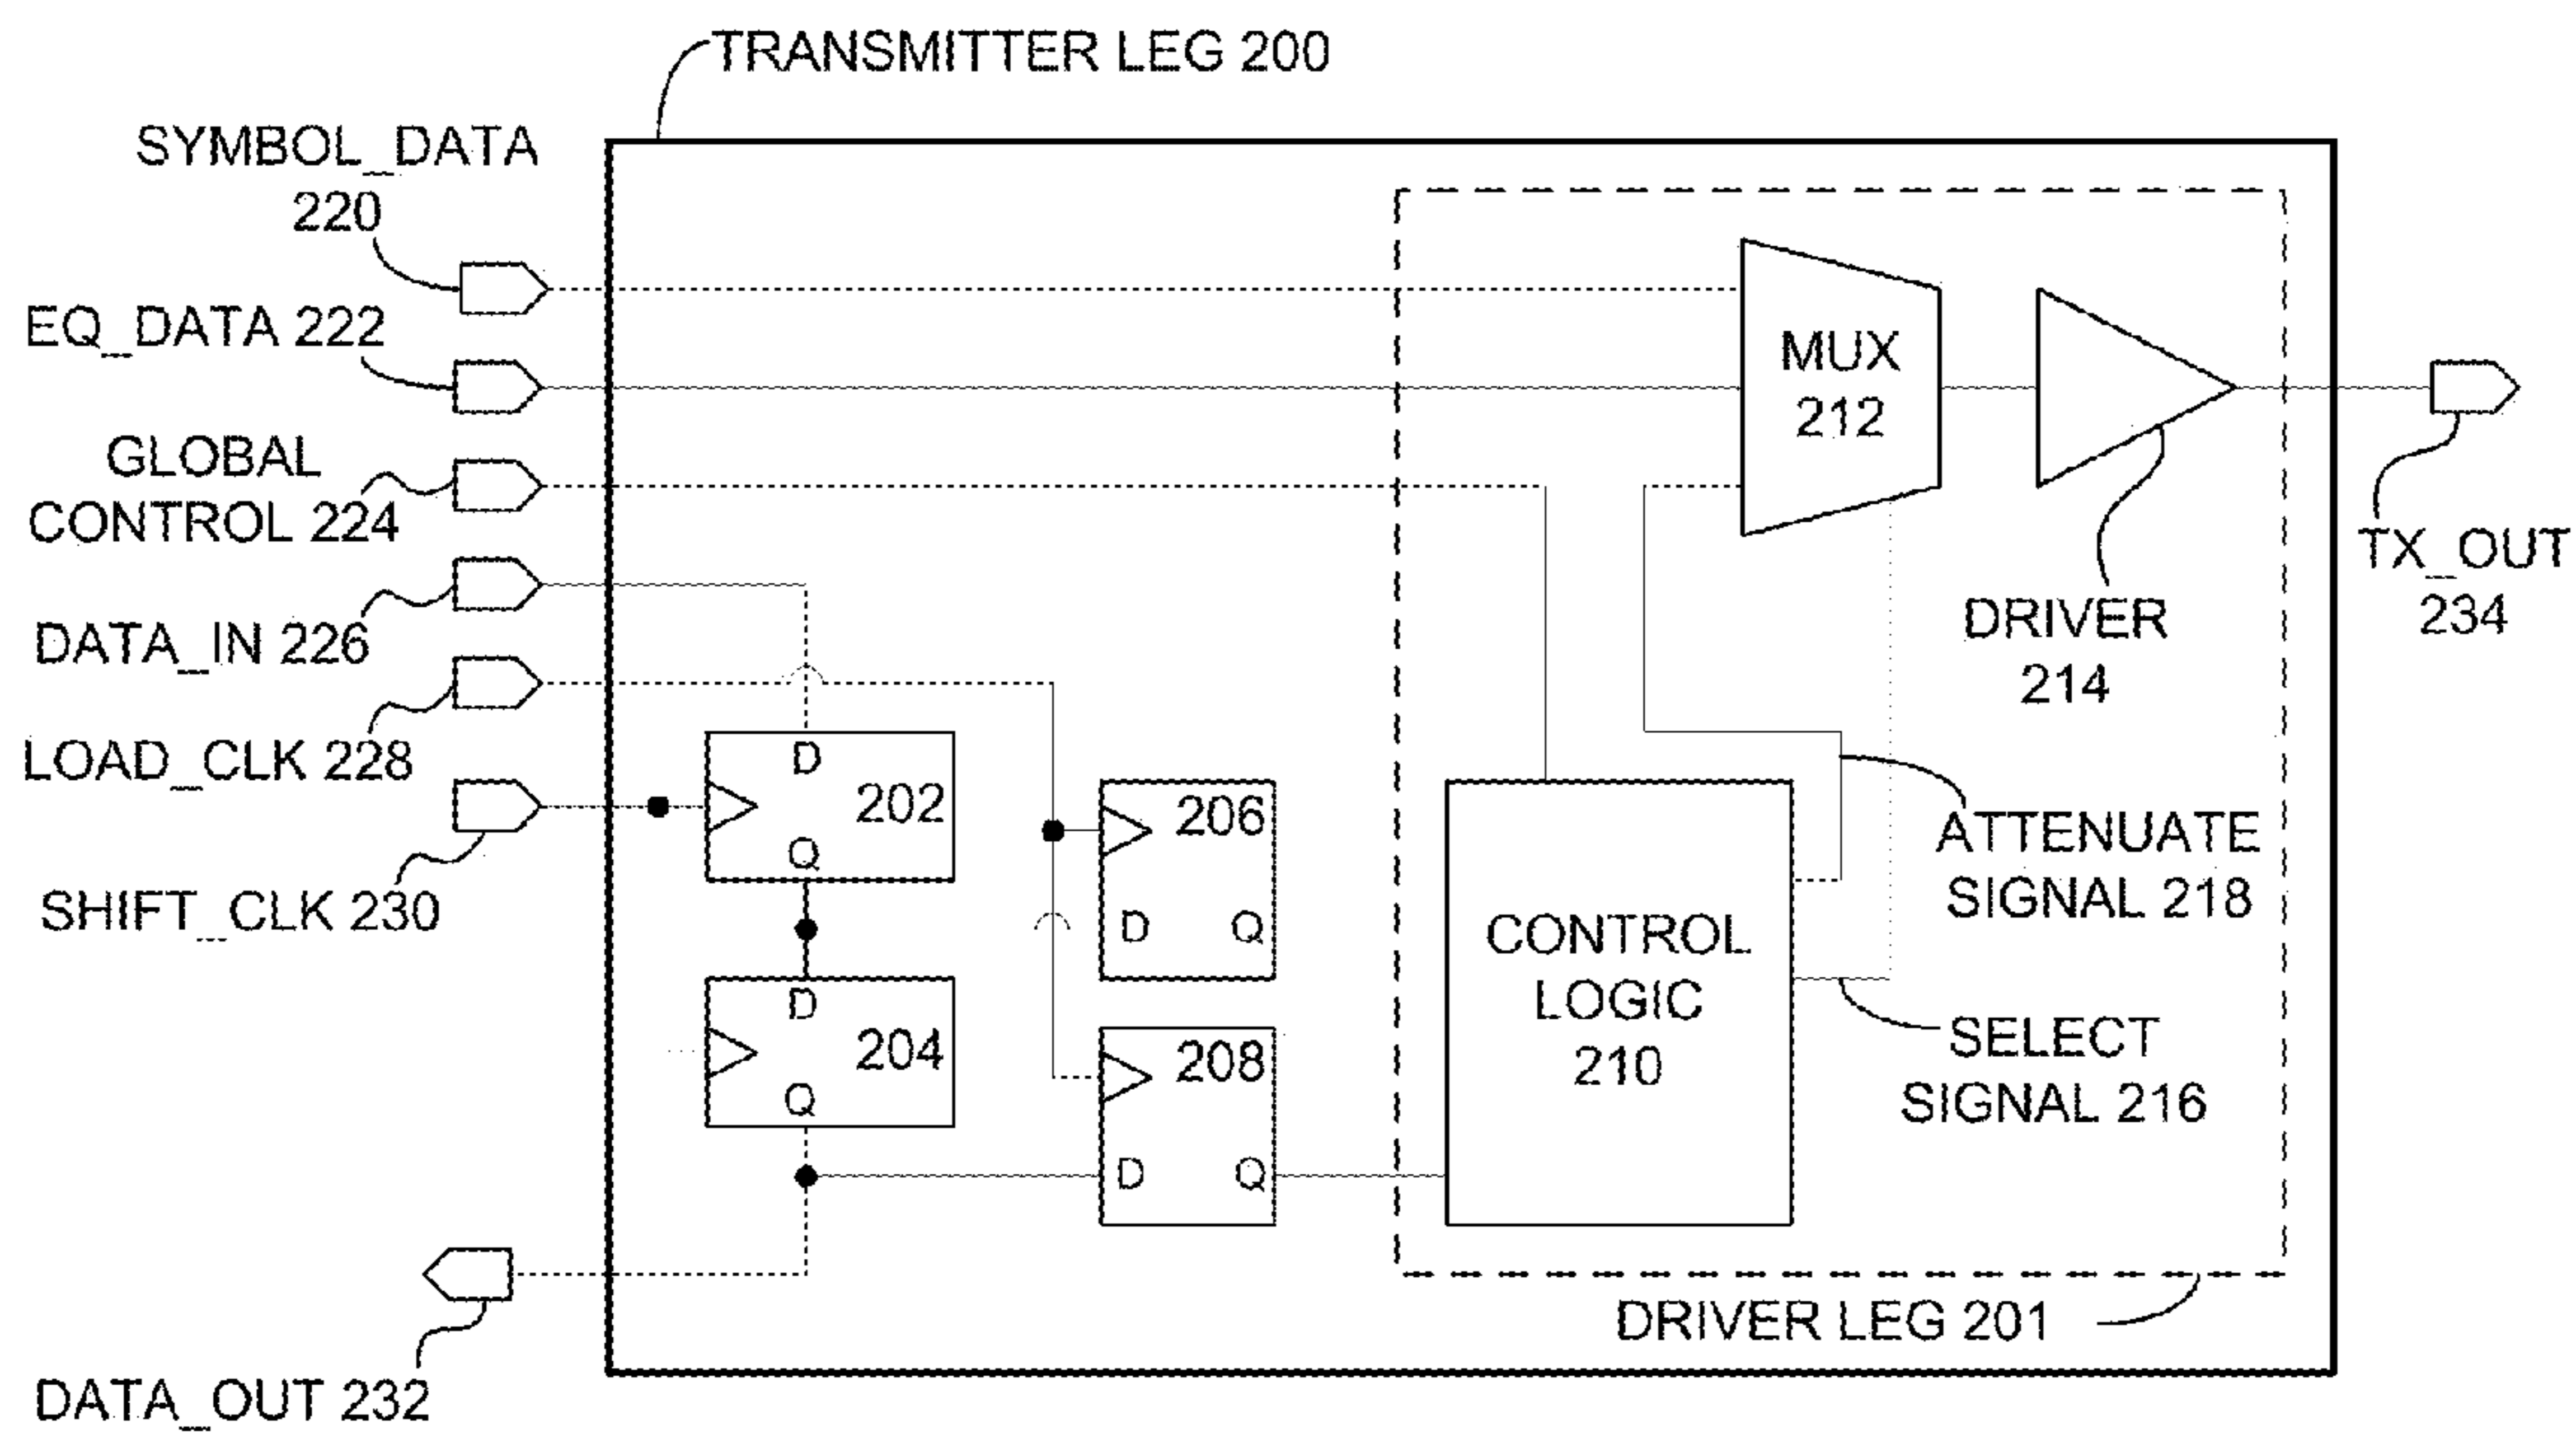 TRANSMITTER LEG 200
SYMBOL_DATA
220
EQ_DATA 222
GLOBAL
CONTROL 224
DATA_IN 226
LOAD_CLK 228
SHIFT_CLK 230
DATA_OUT 232
D
202
Q
D
204
Q
206
D Q
208
D Q
MUX
212
DRIVER
214
TX_OUT
234
CONTROL
LOGIC
210
ATTENUATE
SIGNAL 218
SELECT
SIGNAL 216
DRIVER LEG 201